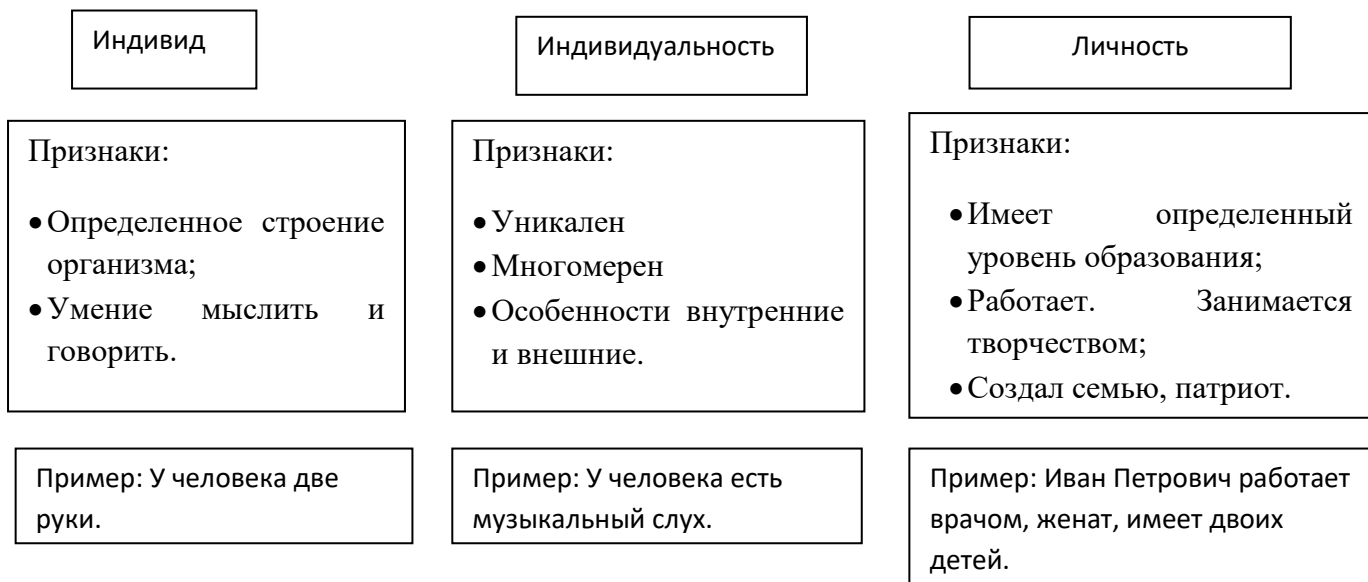 Индивид
Индивидуальность
Личность
Признаки:
• Определенное строение
организма;
• Умение мыслить и
говорить.
Признаки:
• Уникален
• Многомерен
• Особенности внутренние
и внешние.
Признаки:
• Имеет определенный
уровень образования;
• Работает. Занимается
творчеством;
• Создал семью, патриот.
Пример: У человека две
руки.
Пример: У человека есть
музыкальный слух.
Пример: Иван Петрович работает
врачом, женат, имеет двоих
детей.